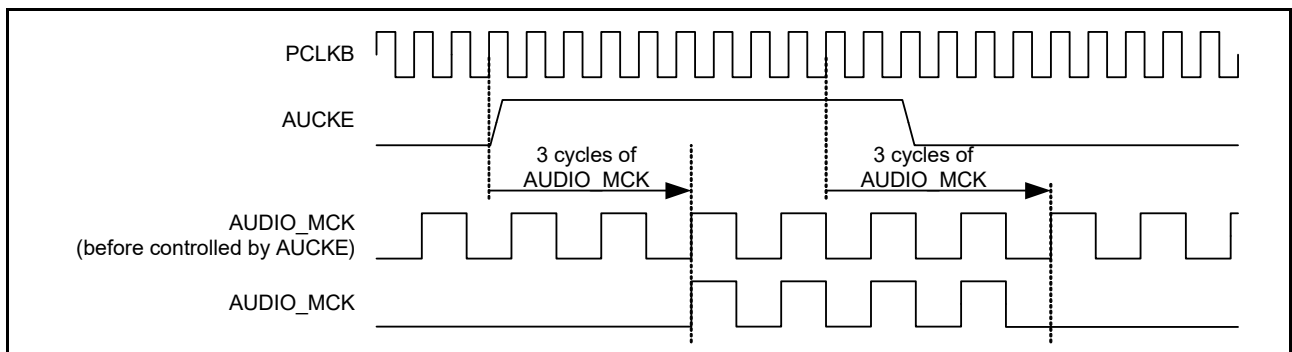 PCLKB
AUCKE
3 cycles of
AUDIO_MCK
3 cycles of
AUDIO_MCK
AUDIO_MCK
(before controlled by AUCKE)
AUDIO_MCK